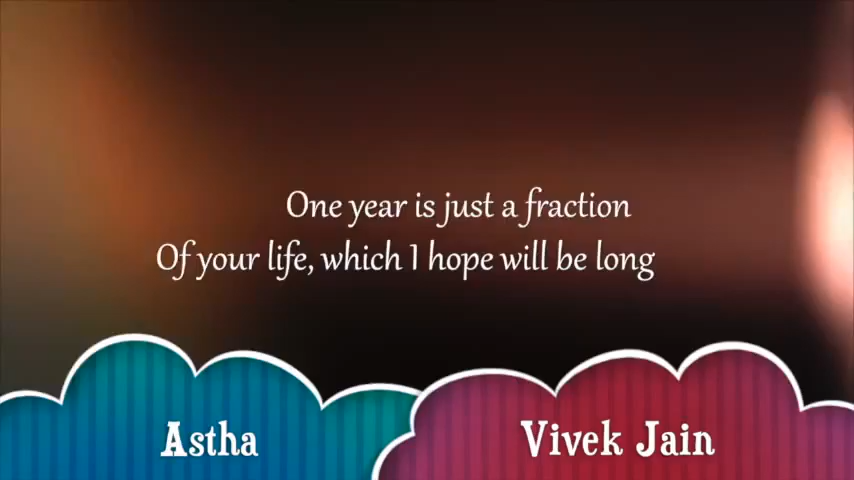 One year is just a fraction
Of your life, which I hope will be long
Astha
Vivek Jain